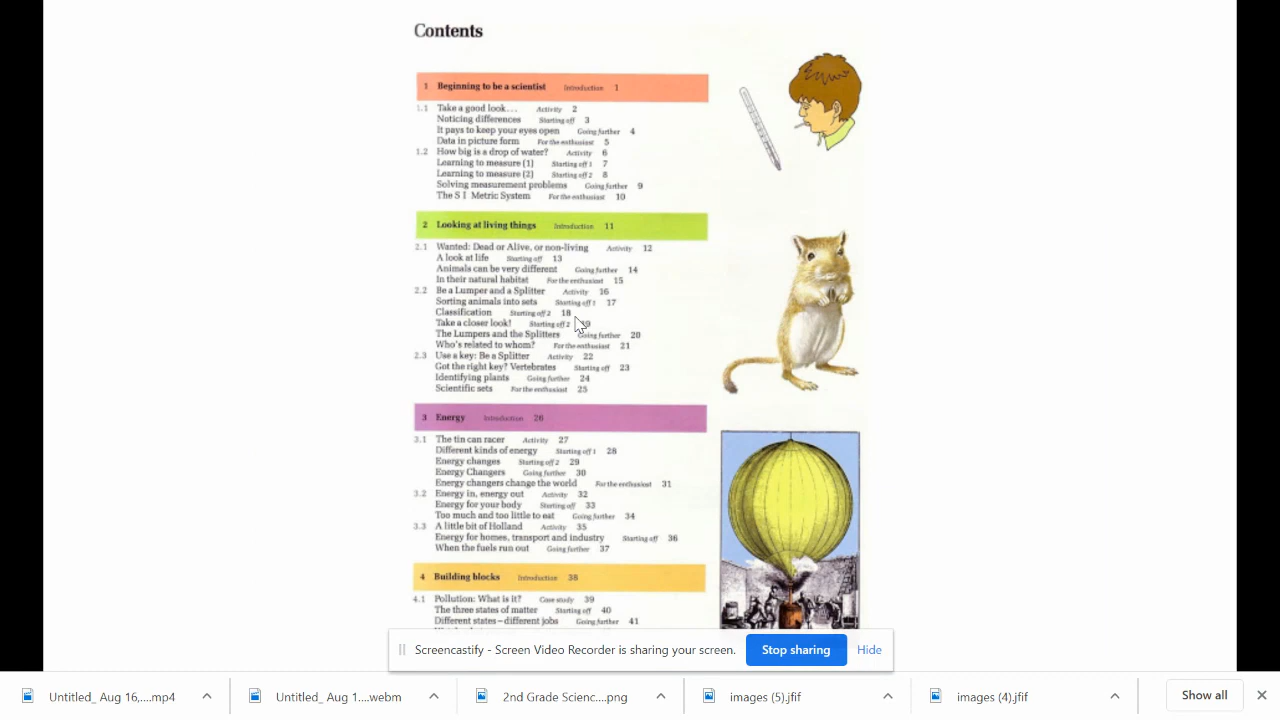 Contents
1 Beginning to be a scientist Introduction 1
1.1 Take a good look... Activity 2
Noticing differences Starting off 3
It pays to keep your eyes open Going further 4
Data in picture form For the enthusiast 5
1.2 How big is a drop of water? Activity 6
Learning to measure (1) Starting off 1 7
Learning to measure (2) Starting off 2 8
Solving measurement problems Going further 9
The S I Metric System For the enthusiast 10
2 Looking at living things Introduction 11
2.1 Wanted: Dead or Alive, or non-living Activity 12
A look at life Starting off 13
Animals can be very different Going further 14
In their natural habitat For the enthusiast 15
2.2 Be a Lumper and a Splitter Activity 16
Sorting animals into sets Starting off 1 17
Classification Starting off 2 18
Take a closer look! Starting off 2
The Lumpers and the Splitters Going further 20
Who's related to whom? For the enthusiast 21
2.3 Use a key: Be a Splitter Activity 22
Got the right key? Vertebrates Starting off 23
Identifying plants Going further 24
Scientific sets For the enthusiast 25
3 Energy Introduction 26
3.1 The tin can racer Activity 27
Different kinds of energy Starting off 1 28
Energy changes Starting off 2 29
Energy Changers Going further 30
Energy changers change the world For the enthusiast 31
3.2 Energy in, energy out Activity 32
Energy for your body Starting off 33
Too much and too little to eat Going further 34
3.3 A little bit of Holland Activity 35
Energy for homes, transport and industry Starting off 36
When the fuels run out Going further 37
4 Building blocks Introduction 38
4.1 Pollution: What is it? Case study 39
The three states of matter Starting off 40
Different states – different jobs Going further 41
Screencastify - Screen Video Recorder is sharing your screen. Stop sharing Hide
Untitled_ Aug 16,....mp4 Untitled_ Aug 1....webm 2nd Grade Scienc....png images (5).jfif images (4).jfif Show all